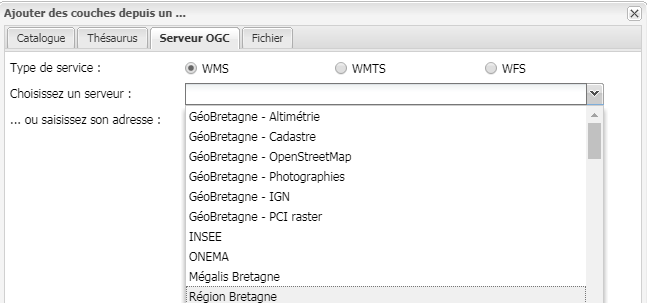 Ajouter des couches depuis un ...
Catalogue Thésaurus Serveur OGC Fichier
Type de service : WMS WMTS WFS
Choisissez un serveur :
... ou saisissez son adresse :
GéoBretagne - Altimétrie
GéoBretagne - Cadastre
GéoBretagne - OpenStreetMap
GéoBretagne - Photographies
GéoBretagne - IGN
GéoBretagne - PCI raster
INSEE
ONEMA
Mégalis Bretagne
Région Bretagne